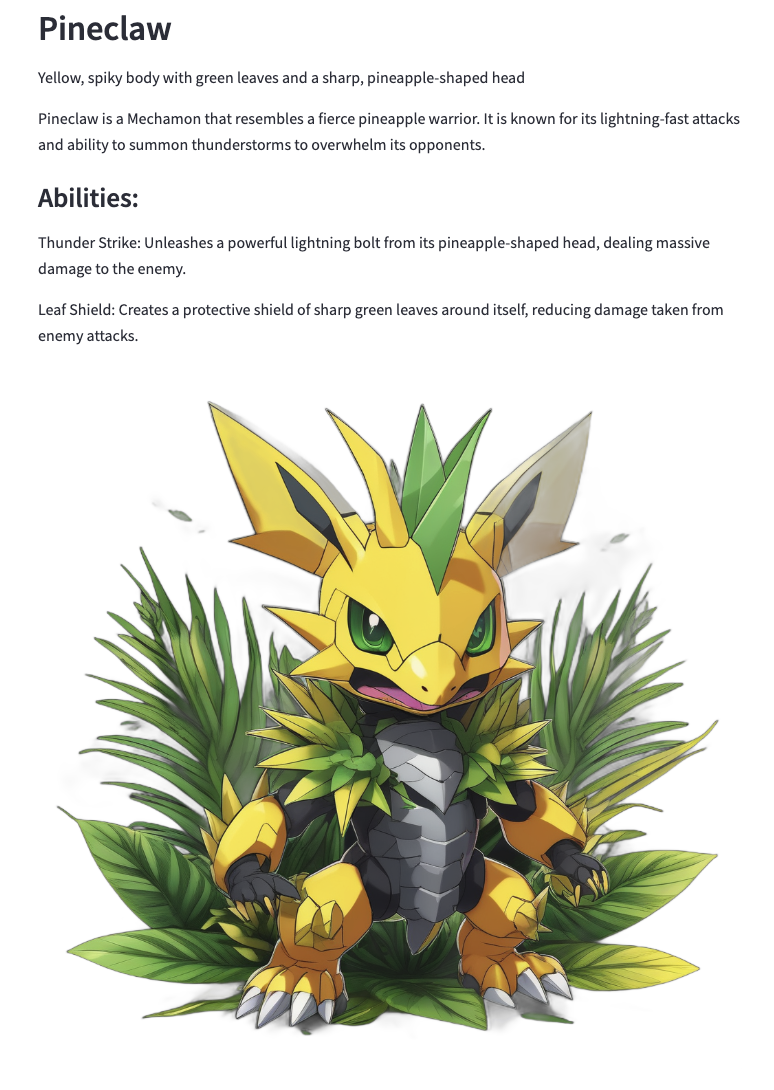 Pineclaw
Yellow, spiky body with green leaves and a sharp, pineapple-shaped head
Pineclaw is a Mechamon that resembles a fierce pineapple warrior. It is known for its lightning-fast attacks
and ability to summon thunderstorms to overwhelm its opponents.
Abilities:
Thunder Strike: Unleashes a powerful lightning bolt from its pineapple-shaped head, dealing massive
damage to the enemy.
Leaf Shield: Creates a protective shield of sharp green leaves around itself, reducing damage taken from
enemy attacks.